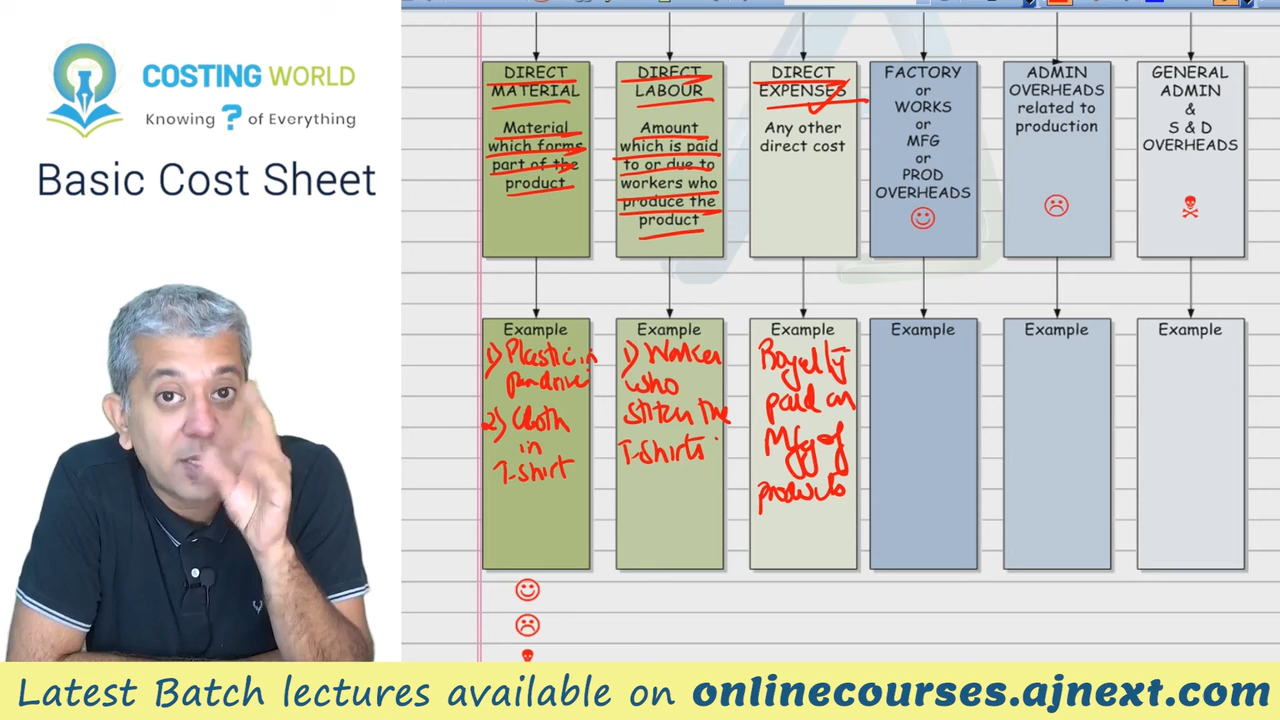 COSTING WORLD
Knowing ? of Everything
Basic Cost Sheet
DIRECT
MATERIAL
Material
which forms
part of the
product
DIRECT
LABOUR
Amount
which is paid
to or due to
workers who
produce the
product
DIRECT
EXPENSES
Any other
direct cost
FACTORY
or
WORKS
or
MFG
or
PROD
OVERHEADS
ADMIN
OVERHEADS
related to
production
GENERAL
ADMIN
&
S & D
OVERHEADS
Example
1) Plastic in
pendrive
2) Cloth
in
T-shirt
Example
1) Worker
who
stitch the
T-shirts
Example
Royalty
paid on
Mfg of
products
Example
Example
Example
Latest Batch lectures available on onlinecourses.ajnext.com